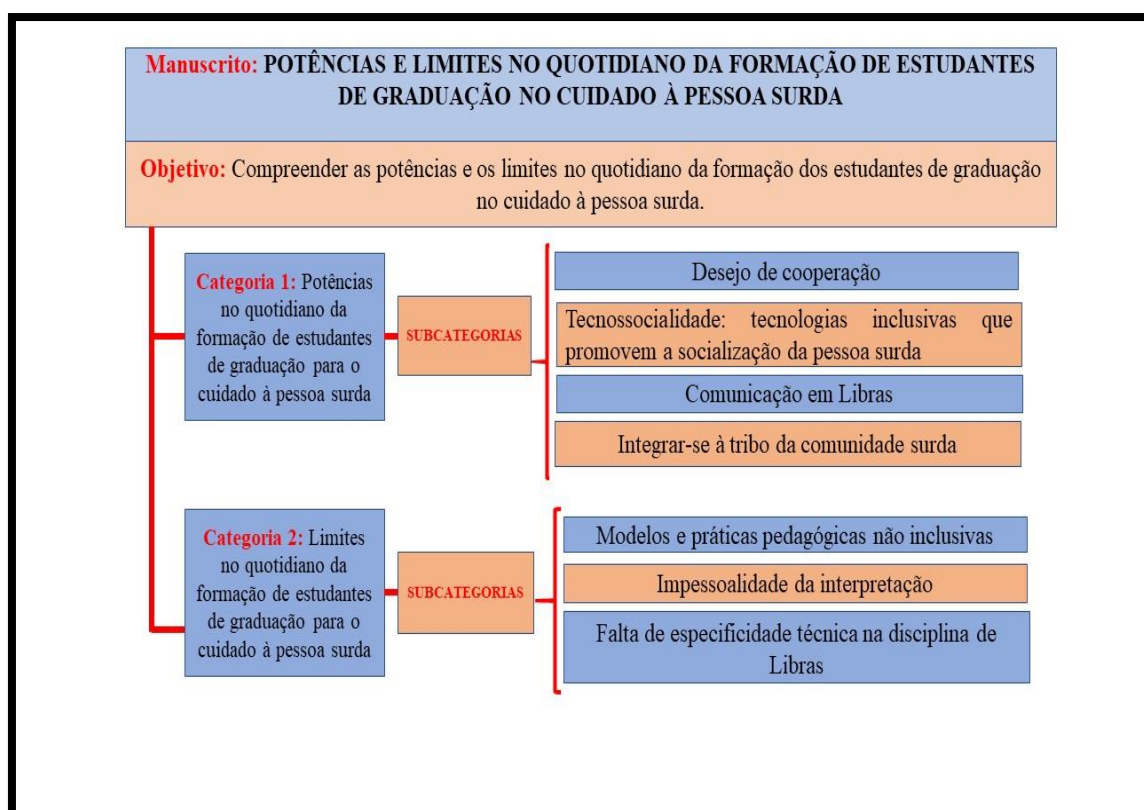 Manuscrito: POTÊNCIAS E LIMITES NO QUOTIDIANO DA FORMAÇÃO DE ESTUDANTES
DE GRADUAÇÃO NO CUIDADO À PESSOA SURDA
Objetivo: Compreender as potências e os limites no quotidiano da formação dos estudantes de graduação
no cuidado à pessoa surda.
Categoria 1: Potências
no quotidiano da
formação de estudantes
de graduação para o
cuidado à pessoa surda
SUBCATEGORIAS
Desejo de cooperação
Tecnossocialidade: tecnologias inclusivas que
promovem a socialização da pessoa surda
Comunicação em Libras
Integrar-se à tribo da comunidade surda
Categoria 2: Limites
no quotidiano da
formação de estudantes
de graduação para o
cuidado à pessoa surda
SUBCATEGORIAS
Modelos e práticas pedagógicas não inclusivas
Impessoalidade da interpretação
Falta de especificidade técnica na disciplina de
Libras